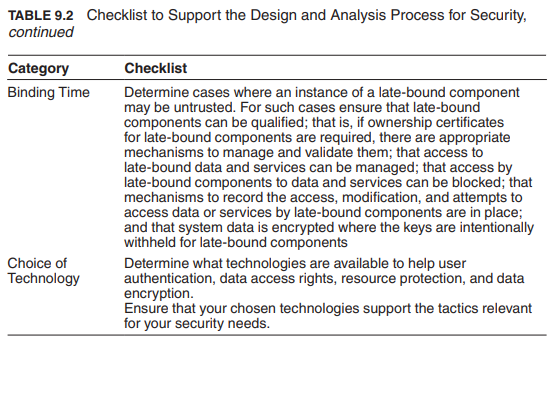 TABLE 9.2 Checklist to Support the Design and Analysis Process for Security,
continued
Category Checklist
Binding Time Determine cases where an instance of a late-bound component
may be untrusted. For such cases ensure that late-bound
components can be qualified; that is, if ownership certificates
for late-bound components are required, there are appropriate
mechanisms to manage and validate them; that access to
late-bound data and services can be managed; that access by
late-bound components to data and services can be blocked; that
mechanisms to record the access, modification, and attempts to
access data or services by late-bound components are in place;
and that system data is encrypted where the keys are intentionally
withheld for late-bound components
Choice of Determine what technologies are available to help user
Technology authentication, data access rights, resource protection, and data
encryption.
Ensure that your chosen technologies support the tactics relevant
for your security needs.